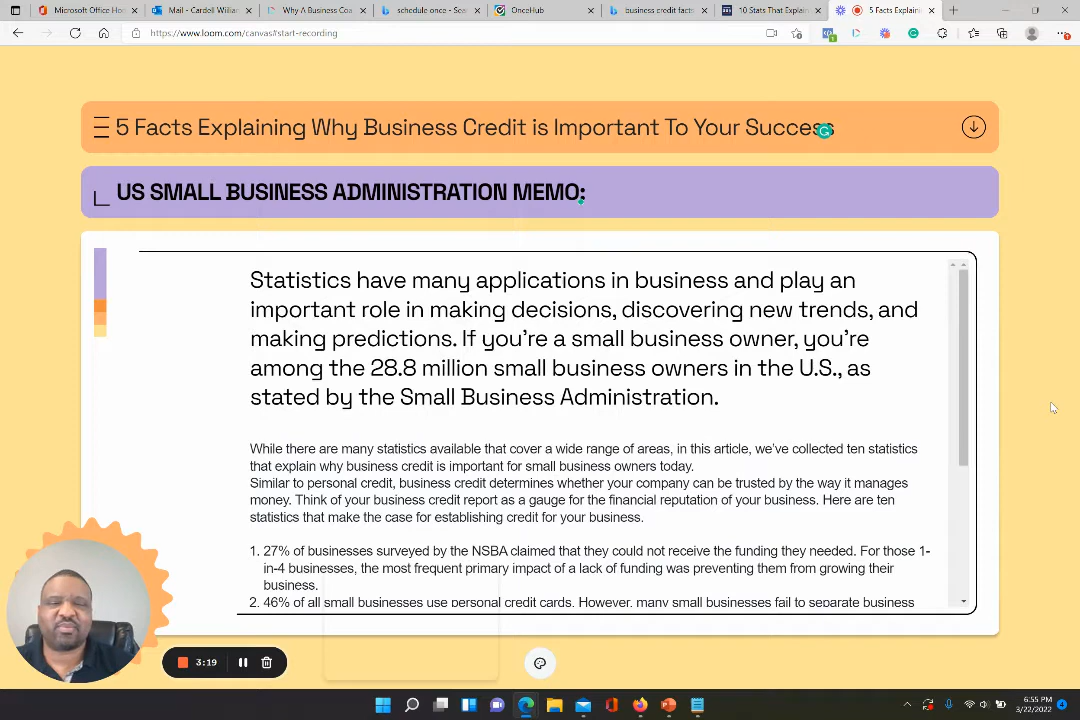 Microsoft Office Ho
Mail - Cardell William
Why A Business Coa
schedule once - Sea
OnceHub
business credit fact
10 Stats That Explain
5 Facts Explaini
https://www.loom.com/canvas#start-recording
5 Facts Explaining Why Business Credit is Important To Your Success
US SMALL BUSINESS ADMINISTRATION MEMO:
Statistics have many applications in business and play an
important role in making decisions, discovering new trends, and
making predictions. If you're a small business owner, you're
among the 28.8 million small business owners in the U.S., as
stated by the Small Business Administration.
While there are many statistics available that cover a wide range of areas, in this article, we've collected ten statistics
that explain why business credit is important for small business owners today.
Similar to personal credit, business credit determines whether your company can be trusted by the way it manages
money. Think of your business credit report as a gauge for the financial reputation of your business. Here are ten
statistics that make the case for establishing credit for your business.
1. 27% of businesses surveyed by the NSBA claimed that they could not receive the funding they needed. For those 1-
in-4 businesses, the most frequent primary impact of a lack of funding was preventing them from growing their
business.
2. 46% of all small businesses use personal credit cards. However, many small businesses fail to separate business
3:19
6:55 PM
3/22/2022